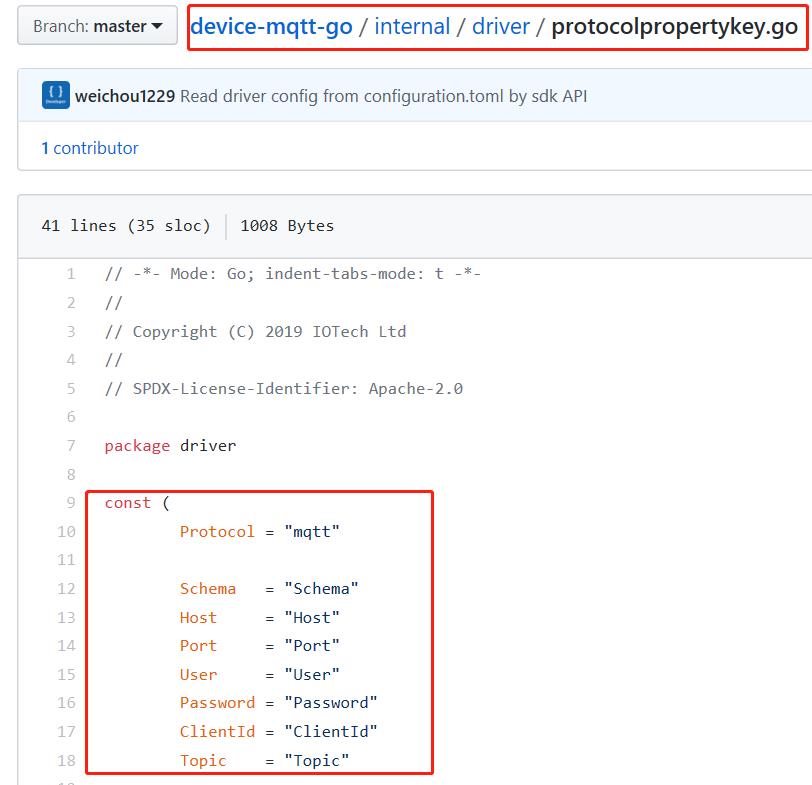 Branch: master
device-mqtt-go / internal / driver / protocolpropertykey.go
{ }
weichou1229 Read driver config from configuration.toml by sdk API
1 contributor
41 lines (35 sloc) 1008 Bytes
1 // -*- Mode: Go; indent-tabs-mode: t -*-
2 //
3 // Copyright (C) 2019 IOTech Ltd
4 //
5 // SPDX-License-Identifier: Apache-2.0
6
7 package driver
8
9 const (
10 Protocol = "mqtt"
11
12 Schema = "Schema"
13 Host = "Host"
14 Port = "Port"
15 User = "User"
16 Password = "Password"
17 ClientId = "ClientId"
18 Topic = "Topic"